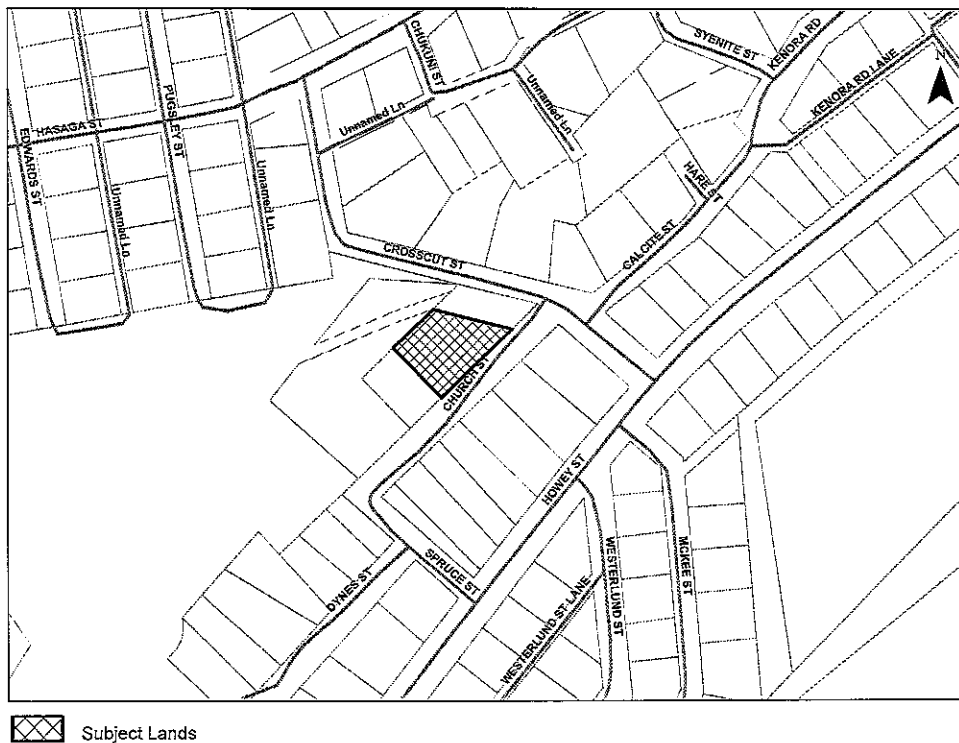 SYENITE ST
KENORA RD
CHUKUNI ST
KENORA RD LANE
N
PUGSLEY ST
Unnamed Ln
Unnamed Ln
HASAGA ST
EDWARDS ST
Unnamed Ln
Unnamed Ln
HARE ST
CALCITE ST
CROSSCUT ST
CHURCH ST
HOWEY ST
SPRUCE ST
DYNES ST
WESTERLUND ST LANE
WESTERLUND ST
MCKEE ST
Subject Lands